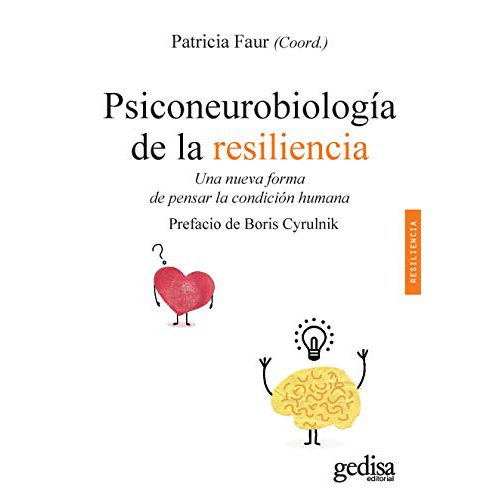 Patricia Faur (Coord.)
Psiconeurobiología
de la resiliencia
Una nueva forma
de pensar la condición humana
Prefacio de Boris Cyrulnik
RESILIENCIA
?
gedisa
editorial